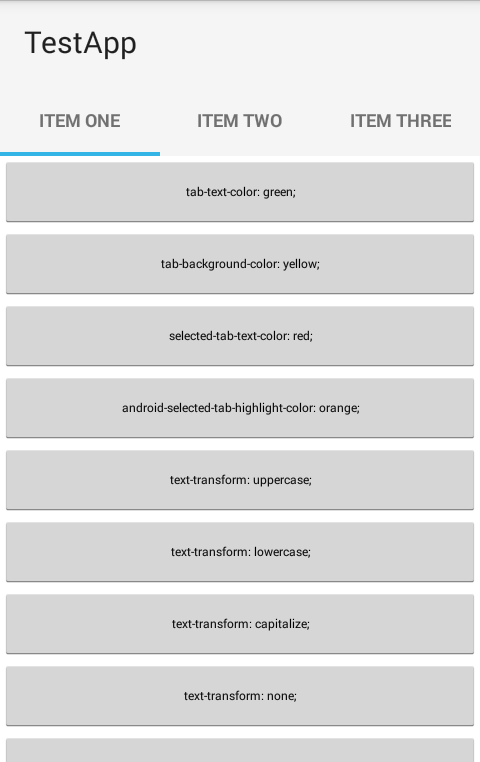 TestApp
ITEM ONE ITEM TWO ITEM THREE
tab-text-color: green;
tab-background-color: yellow;
selected-tab-text-color: red;
android-selected-tab-highlight-color: orange;
text-transform: uppercase;
text-transform: lowercase;
text-transform: capitalize;
text-transform: none;